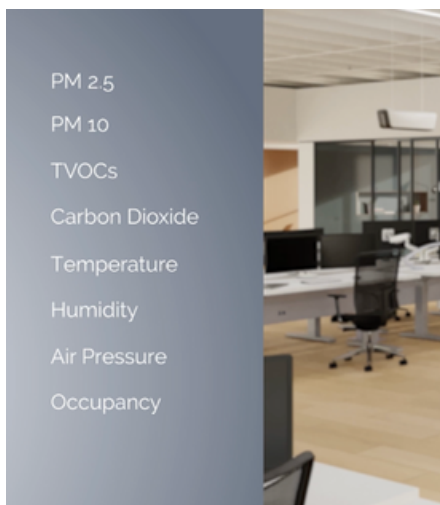 PM 2.5
PM 10
TVOCs
Carbon Dioxide
Temperature
Humidity
Air Pressure
Occupancy